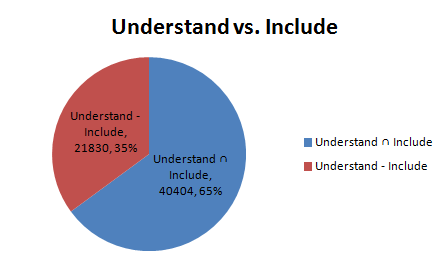 Understand vs. Include
Understand -
Include,
21830, 35%
Understand ∩
Include,
40404, 65%
Understand ∩ Include
Understand - Include